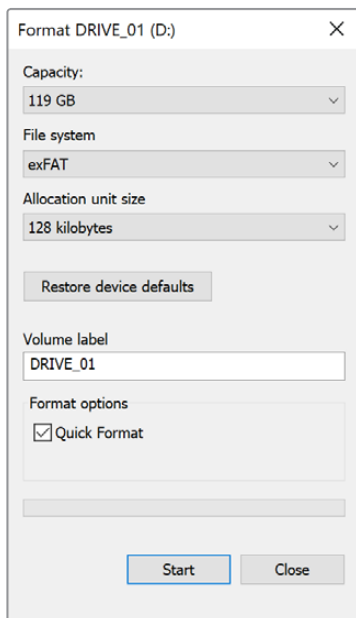 Format DRIVE_01 (D:)
Capacity:
119 GB
File system
exFAT
Allocation unit size
128 kilobytes
Restore device defaults
Volume label
DRIVE_01
Format options
Quick Format
Start Close